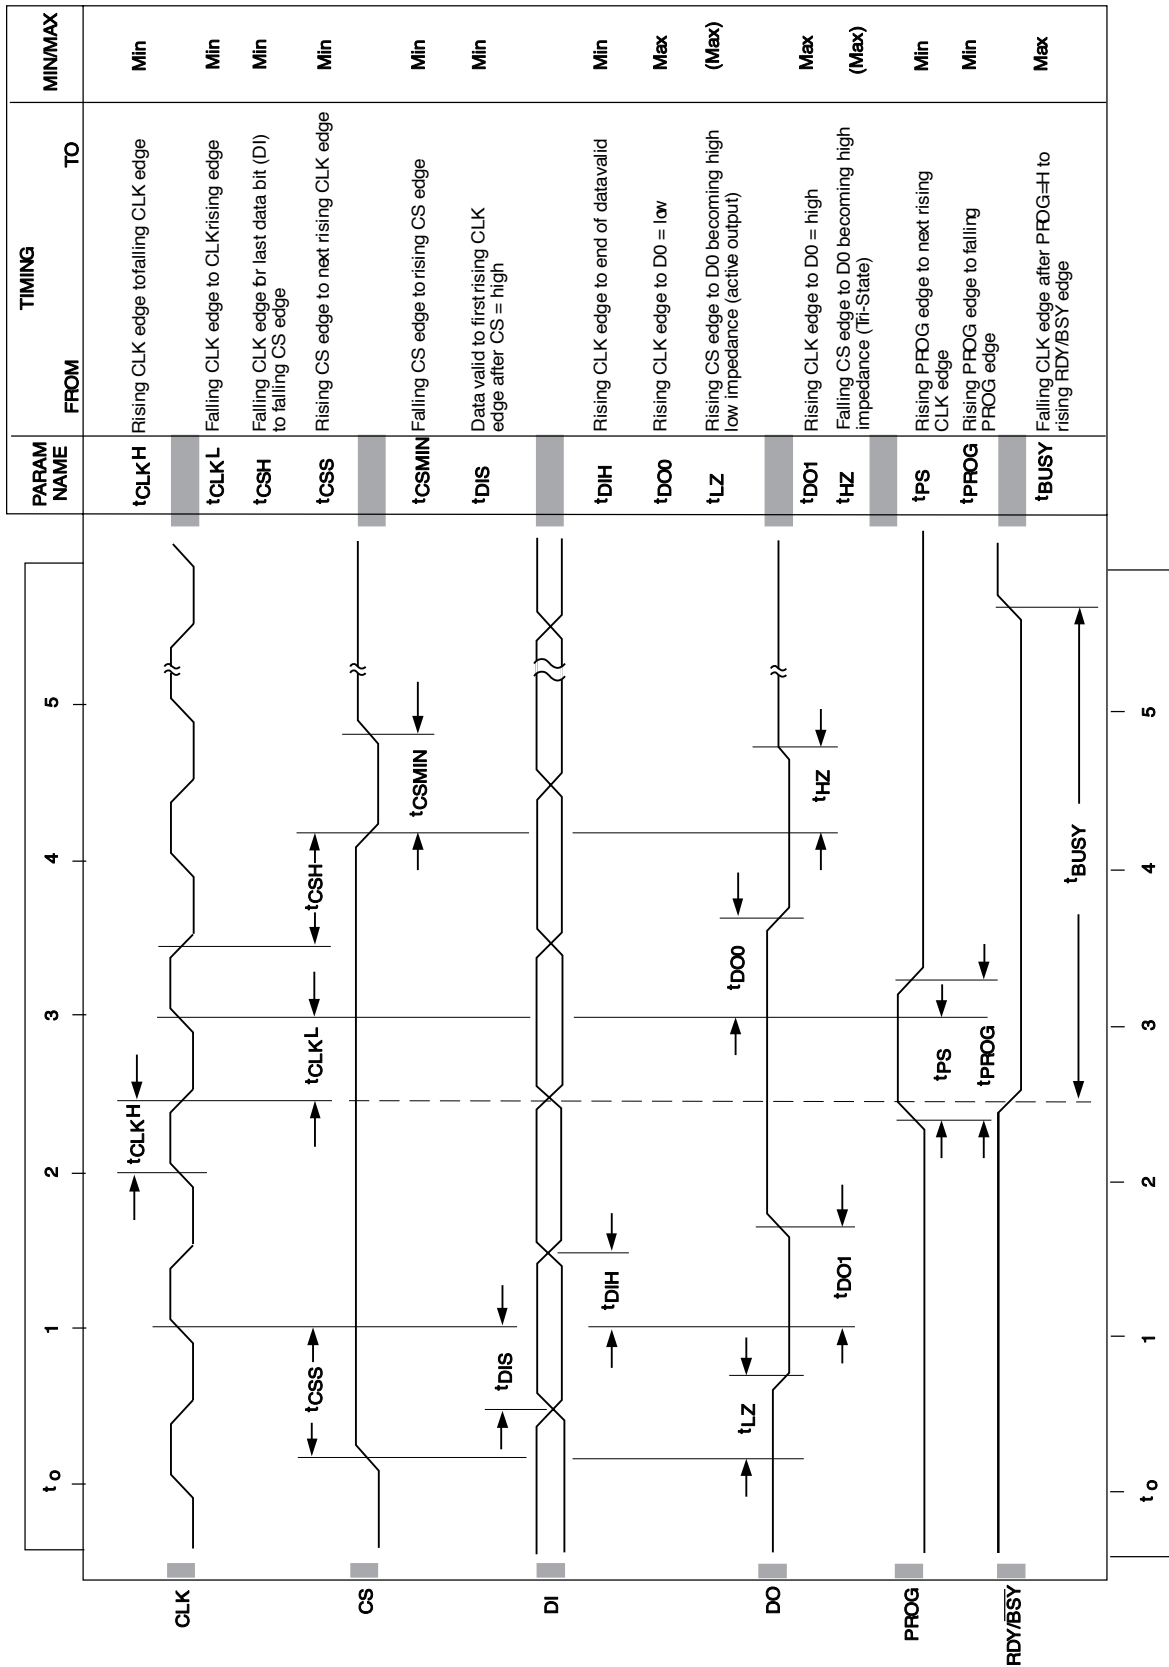 PARAM NAME
TIMING
FROM TO
MIN/MAX
tCLKH Rising CLK edge to falling CLK edge Min
tCLKL Falling CLK edge to CLK rising edge Min
tCSH Falling CLK edge for last data bit (DI) to falling CS edge Min
tCSS Rising CS edge to next rising CLK edge Min
tCSMIN Falling CS edge to rising CS edge Min
tDIS Data valid to first rising CLK edge after CS = high Min
tDIH Rising CLK edge to end of data valid Min
tDO0 Rising CLK edge to D0 = low Max
tLZ Rising CS edge to D0 becoming high low impedance (active output) (Max)
tDO1 Rising CLK edge to D0 = high Max
tHZ Falling CS edge to D0 becoming high impedance (Tri-State) (Max)
tPS Rising PROG edge to next rising CLK edge Min
tPROG Rising PROG edge to falling PROG edge Min
tBUSY Falling CLK edge after PROG=H to rising RDY/BSY edge Max
to 1 2 3 4 5
CLK
tCLKH
CS
tCSS
tCLKL
tCSH
tCSMIN
tDIS
DI
tDIH
tLZ
tDO0
DO
tDO1
tHZ
PROG
tPS
tPROG
RDY/BSY
tBUSY
to 1 2 3 4 5